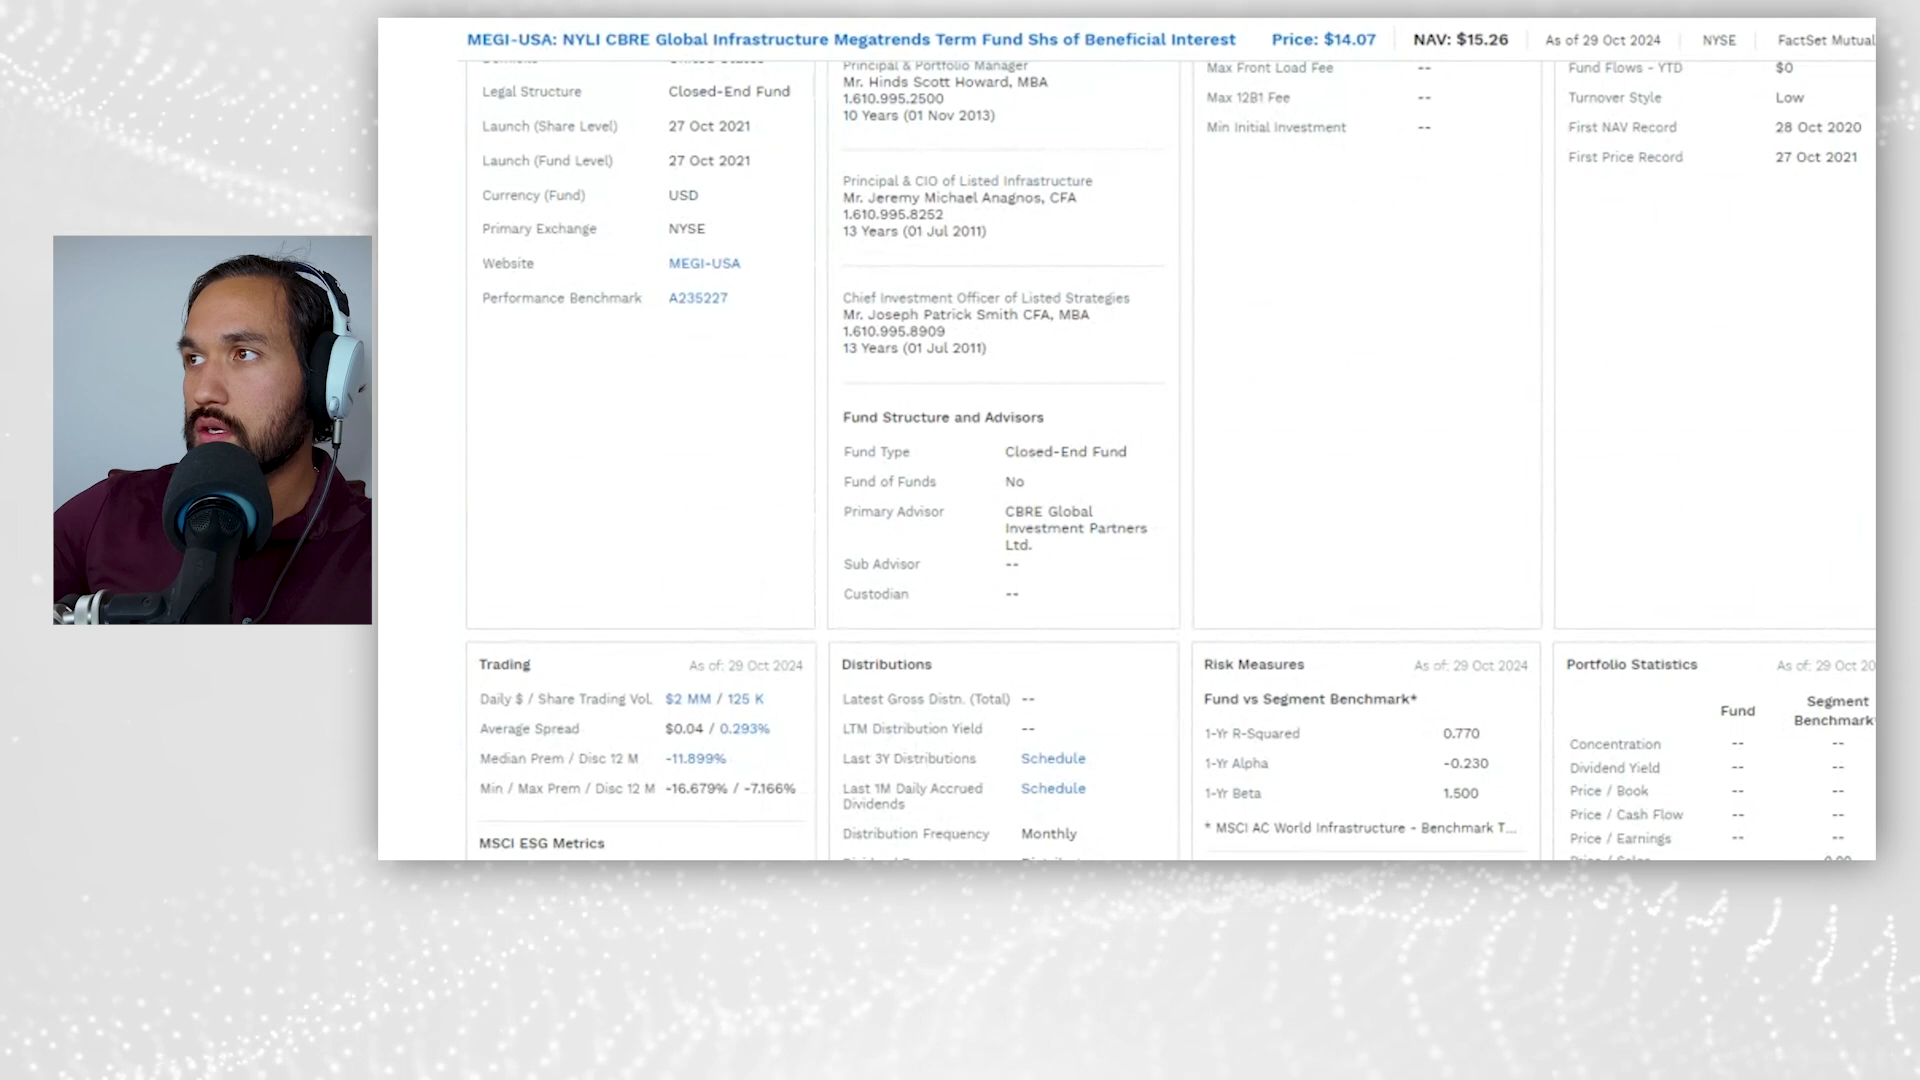 MEGI-USA: NYLI CBRE Global Infrastructure Megatrends Term Fund Shs of Beneficial Interest Price: $14.07 NAV: $15.26 As of 29 Oct 2024 NYSE FactSet Mutual
Legal Structure Closed-End Fund
Launch (Share Level) 27 Oct 2021
Launch (Fund Level) 27 Oct 2021
Currency (Fund) USD
Primary Exchange NYSE
Website MEGI-USA
Performance Benchmark A235227
Principal & Portfolio Manager
Mr. Hinds Scott Howard, MBA
1.610.995.2500
10 Years (01 Nov 2013)
Principal & CIO of Listed Infrastructure
Mr. Jeremy Michael Anagnos, CFA
1.610.995.8252
13 Years (01 Jul 2011)
Chief Investment Officer of Listed Strategies
Mr. Joseph Patrick Smith CFA, MBA
1.610.995.8909
13 Years (01 Jul 2011)
Fund Structure and Advisors
Fund Type Closed-End Fund
Fund of Funds No
Primary Advisor CBRE Global
Investment Partners
Ltd.
Sub Advisor --
Custodian --
Max Front Load Fee --
Max 12B1 Fee --
Min Initial Investment --
Fund Flows - YTD $0
Turnover Style Low
First NAV Record 28 Oct 2020
First Price Record 27 Oct 2021
Trading As of: 29 Oct 2024
Daily $ / Share Trading Vol. $2 MM / 125 K
Average Spread $0.04 / 0.293%
Median Prem / Disc 12 M -11.899%
Min / Max Prem / Disc 12 M -16.679% / -7.166%
MSCI ESG Metrics
Distributions
Latest Gross Distn. (Total) --
LTM Distribution Yield --
Last 3Y Distributions Schedule
Last 1M Daily Accrued
Dividends Schedule
Distribution Frequency Monthly
Risk Measures As of: 29 Oct 2024
Fund vs Segment Benchmark*
1-Yr R-Squared 0.770
1-Yr Alpha -0.230
1-Yr Beta 1.500
* MSCI AC World Infrastructure - Benchmark T...
Portfolio Statistics As of: 29 Oct 20
Fund Segment
Benchmark*
Concentration -- --
Dividend Yield -- --
Price / Book -- --
Price / Cash Flow -- --
Price / Earnings -- --